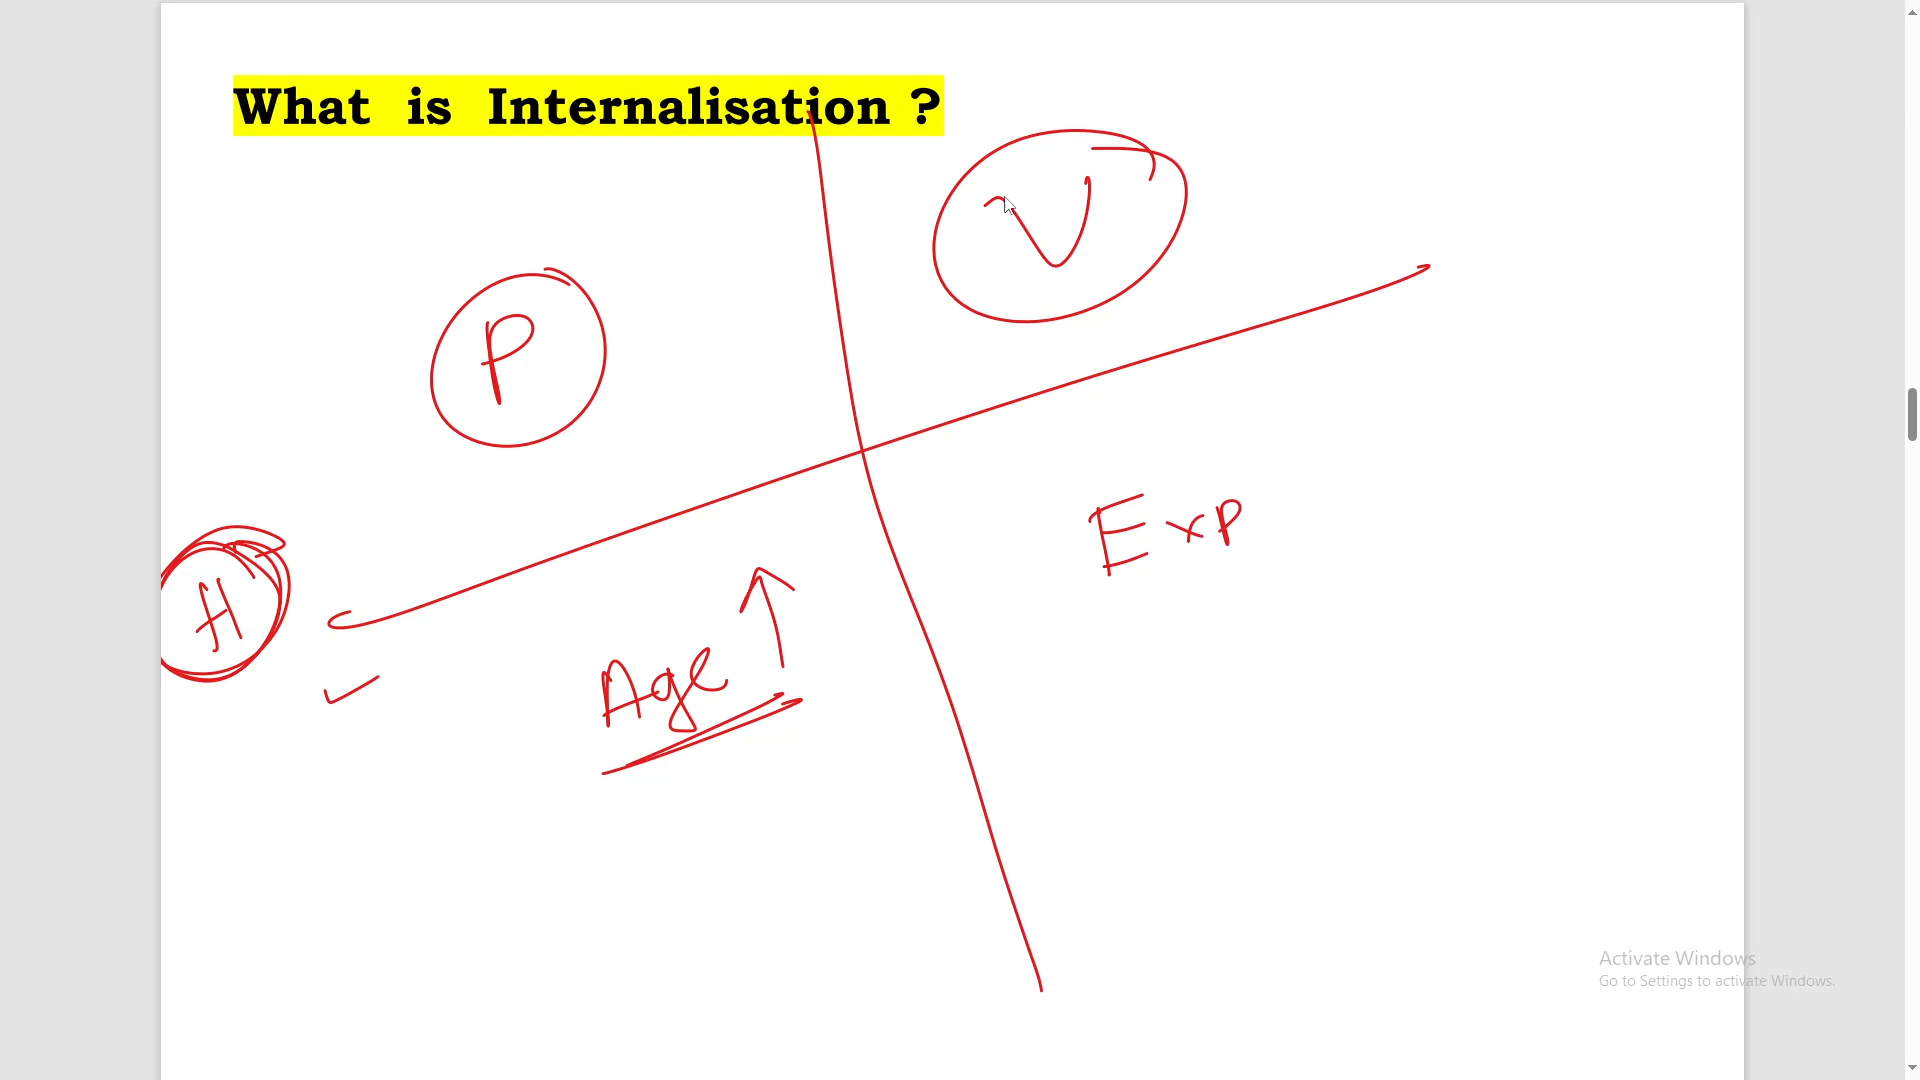 What is Internalisation ?
V
P
Exp
H
Age
Activate Windows
Go to Settings to activate Windows.